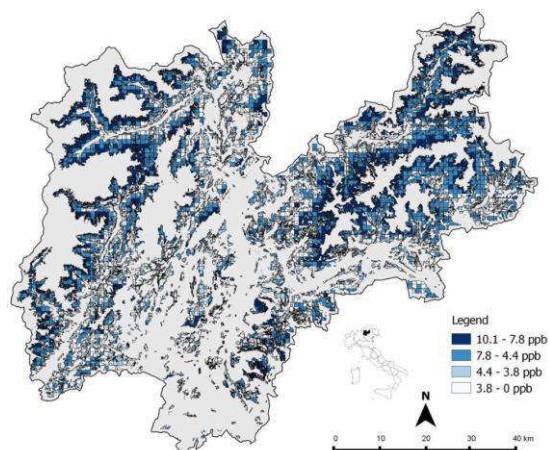 Legend
10.1 - 7.8 ppb
7.8 - 4.4 ppb
4.4 - 3.8 ppb
3.8 - 0 ppb
N
0 10 20 30 40 km